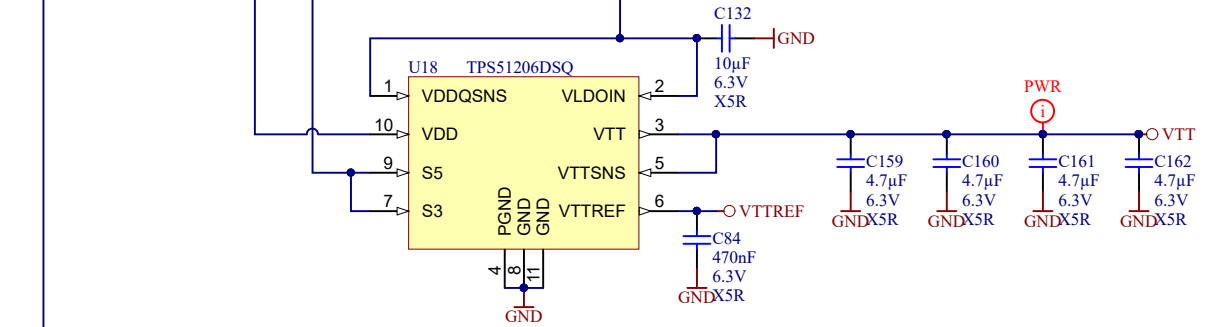 C132
GND
10µF
6.3V
X5R
U18 TPS51206DSQ
1 VDDQSNS VLDOIN 2
PWR
i
10 VDD VTT 3 VTT
9 S5 VTTSNS 5
7 S3 VTTREF 6 VTTREF
PGND
GND
GND
4
8
11
GND
C84
470nF
6.3V
X5R
GND
C159
4.7µF
6.3V
X5R
GND
C160
4.7µF
6.3V
X5R
GND
C161
4.7µF
6.3V
X5R
GND
C162
4.7µF
6.3V
X5R
GND